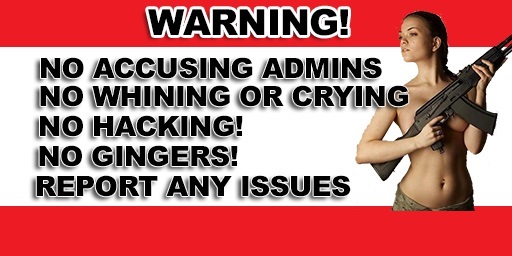 WARNING!
NO ACCUSING ADMINS
NO WHINING OR CRYING
NO HACKING!
NO GINGERS!
REPORT ANY ISSUES